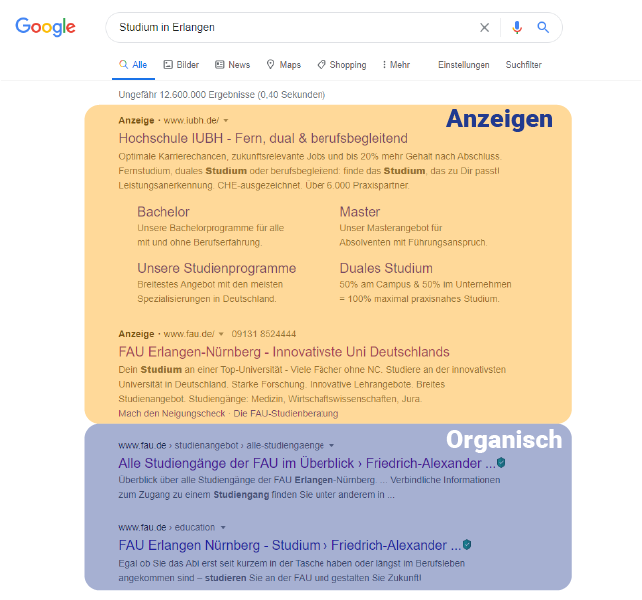 Google
Studium in Erlangen
Alle Bilder News Maps Shopping Mehr Einstellungen Suchfilter
Ungefähr 12.600.000 Ergebnisse (0,40 Sekunden)
Anzeigen
Anzeige · www.iubh.de/
Hochschule IUBH - Fern, dual & berufsbegleitend
Optimale Karrierechancen, zukunftsrelevante Jobs und bis 20% mehr Gehalt nach Abschluss.
Fernstudium, duales Studium oder berufsbegleitend: finde das Studium, das zu Dir passt!
Leistungsanerkennung. CHE-ausgezeichnet. Über 6.000 Praxispartner.
Bachelor
Unsere Bachelorprogramme für alle
mit und ohne Berufserfahrung.
Master
Unser Masterangebot für
Absolventen mit Führungsanspruch.
Unsere Studienprogramme
Breitestes Angebot mit den meisten
Spezialisierungen in Deutschland.
Duales Studium
50% am Campus & 50% im Unternehmen
= 100% maximal praxisnahes Studium.
Anzeige · www.fau.de/ 09131 8524444
FAU Erlangen-Nürnberg - Innovativste Uni Deutschlands
Dein Studium an einer Top-Universität - Viele Fächer ohne NC. Studiere an der innovativsten
Universität in Deutschland. Starke Forschung. Innovative Lehrangebote. Breites
Studienangebot. Studiengänge: Medizin, Wirtschaftswissenschaften, Jura.
Mach den Neigungscheck · Die FAU-Studienberatung
Organisch
www.fau.de › studienangebot › alle-studiengaenge
Alle Studiengänge der FAU im Überblick › Friedrich-Alexander ...
Überblick über alle Studiengänge der FAU Erlangen-Nürnberg. ... Verbindliche Informationen
zum Zugang zu einem Studiengang finden Sie unter anderem in ...
www.fau.de › education
FAU Erlangen Nürnberg - Studium › Friedrich-Alexander ...
Egal ob Sie das Abi erst seit kurzem in der Tasche haben oder längst im Berufsleben
angekommen sind – studieren Sie an der FAU und gestalten Sie Zukunft!